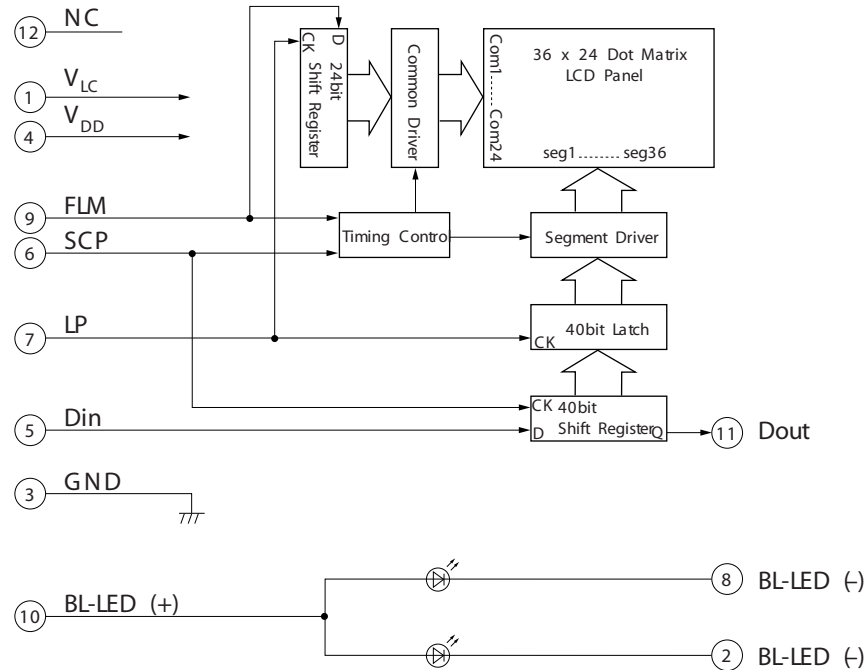 12 NC
1 VLC
4 VDD
9 FLM
6 SCP
7 LP
5 Din
3 GND
10 BL-LED (+)
D 24bit
CK Shift Register
Common Driver
Com1......Com24
36 x 24 Dot Matrix
LCD Panel
seg1........ seg36
Timing Control
Segment Driver
40bit Latch
CK
CK 40bit
D Shift Register Q
11 Dout
8 BL-LED (–)
2 BL-LED (–)